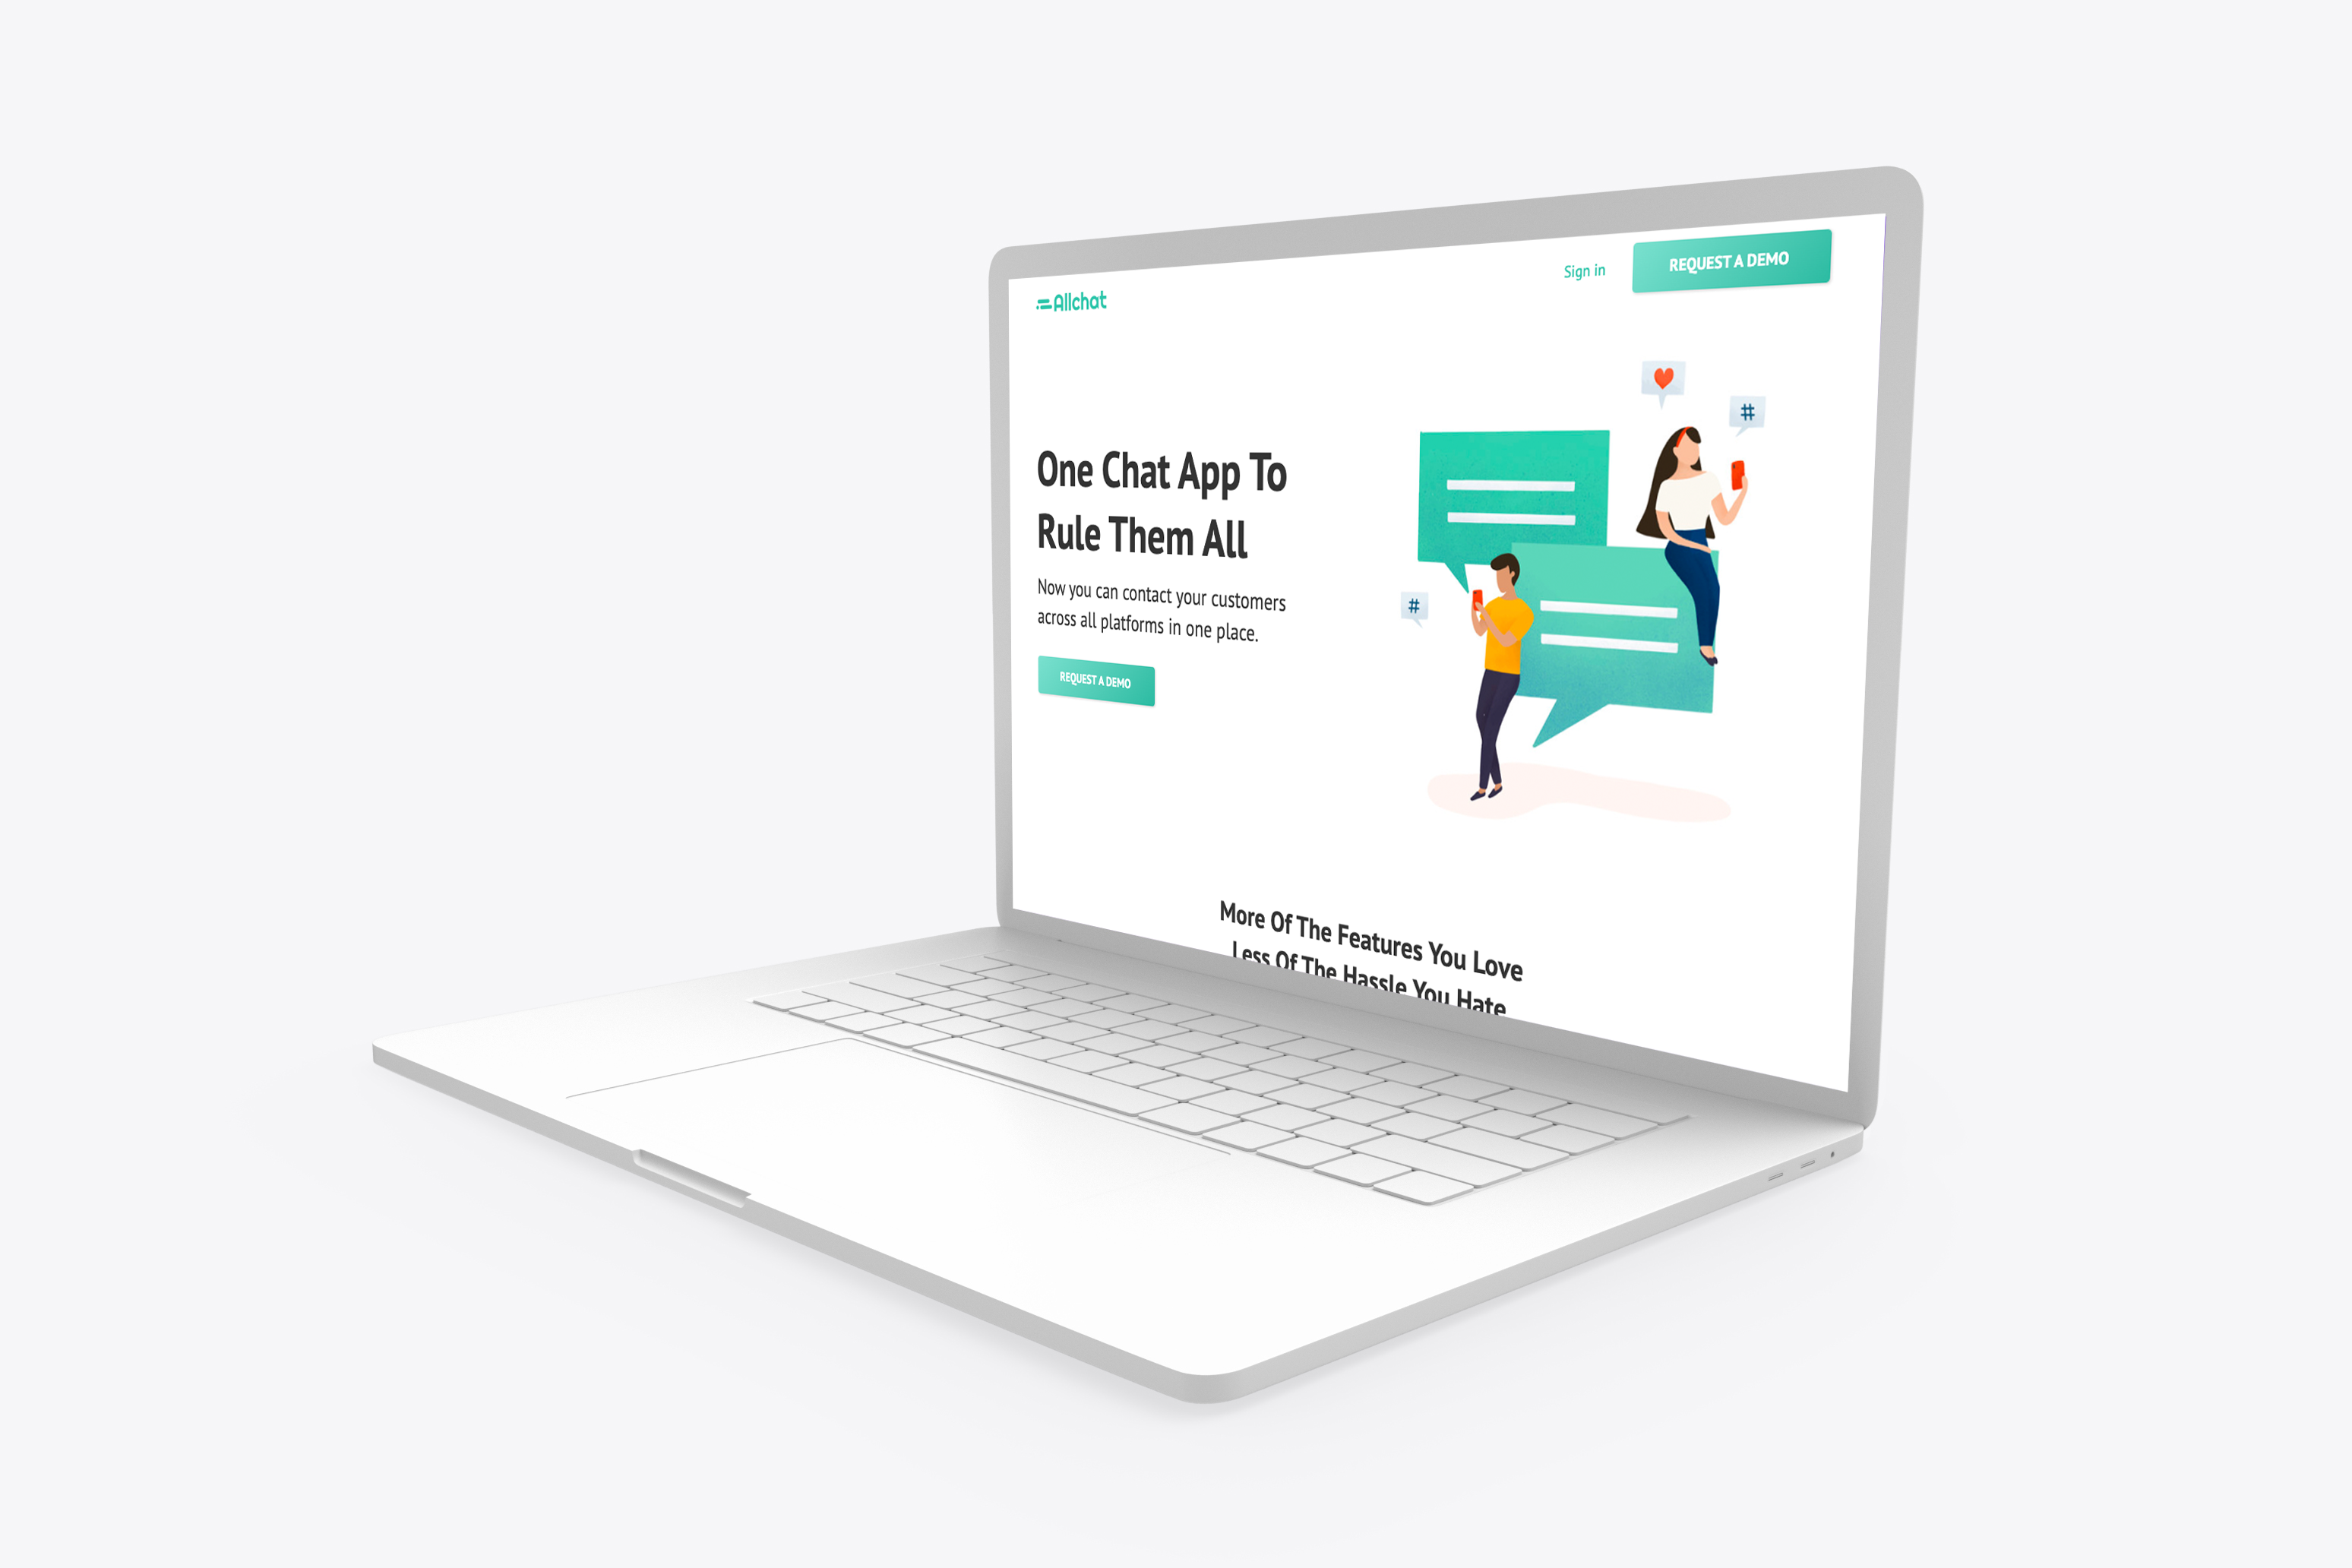 Allchat
Sign in
REQUEST A DEMO
One Chat App To
Rule Them All
Now you can contact your customers
across all platforms in one place.
REQUEST A DEMO
#
#
More Of The Features You Love
Less Of The Hassle You Hate